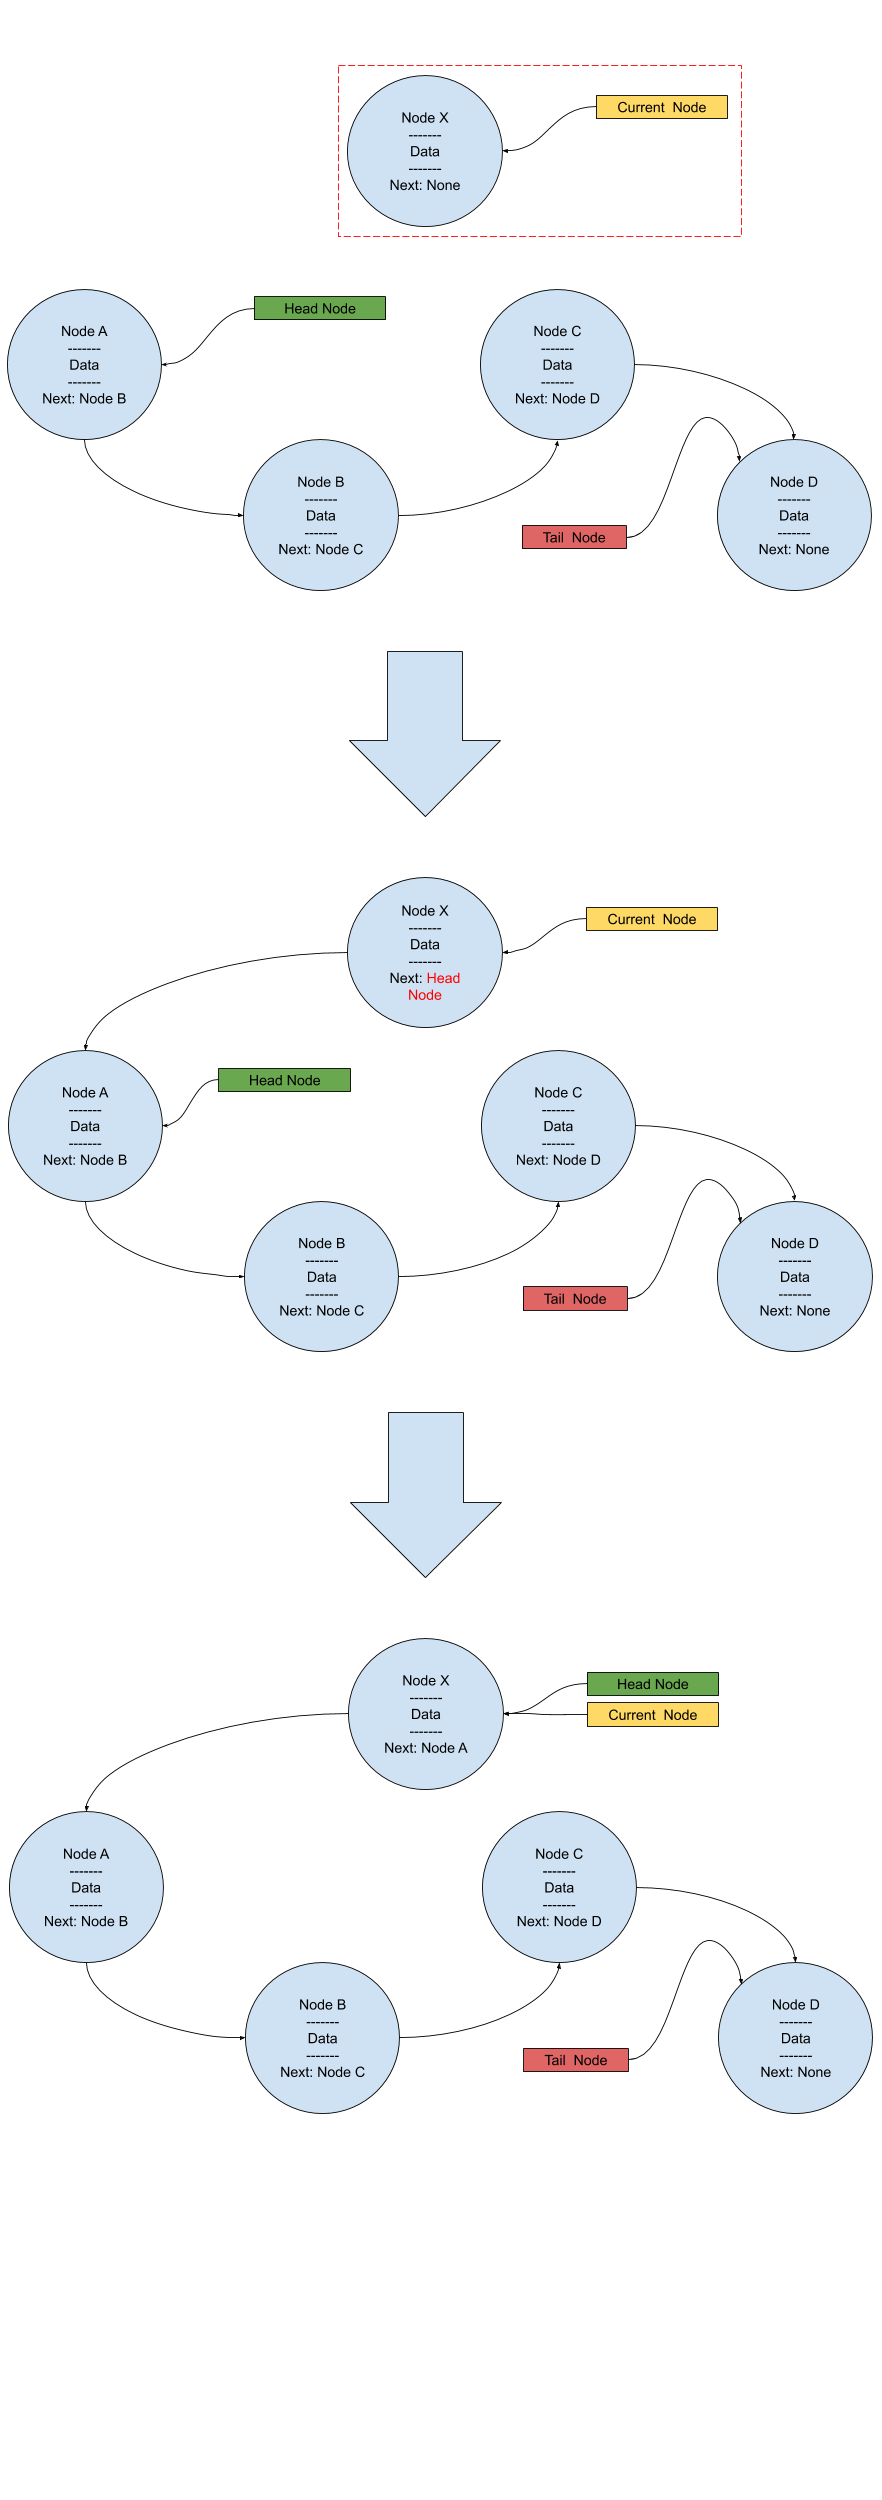 Node X
-------
Data
-------
Next: None
Current Node
Head Node
Node A
-------
Data
-------
Next: Node B
Node C
-------
Data
-------
Next: Node D
Node B
-------
Data
-------
Next: Node C
Tail Node
Node D
-------
Data
-------
Next: None
Node X
-------
Data
-------
Next: Head
Node
Current Node
Node A
-------
Data
-------
Next: Node B
Head Node
Node C
-------
Data
-------
Next: Node D
Node B
-------
Data
-------
Next: Node C
Tail Node
Node D
-------
Data
-------
Next: None
Node X
-------
Data
-------
Next: Node A
Head Node
Current Node
Node A
-------
Data
-------
Next: Node B
Node C
-------
Data
-------
Next: Node D
Node B
-------
Data
-------
Next: Node C
Tail Node
Node D
-------
Data
-------
Next: None